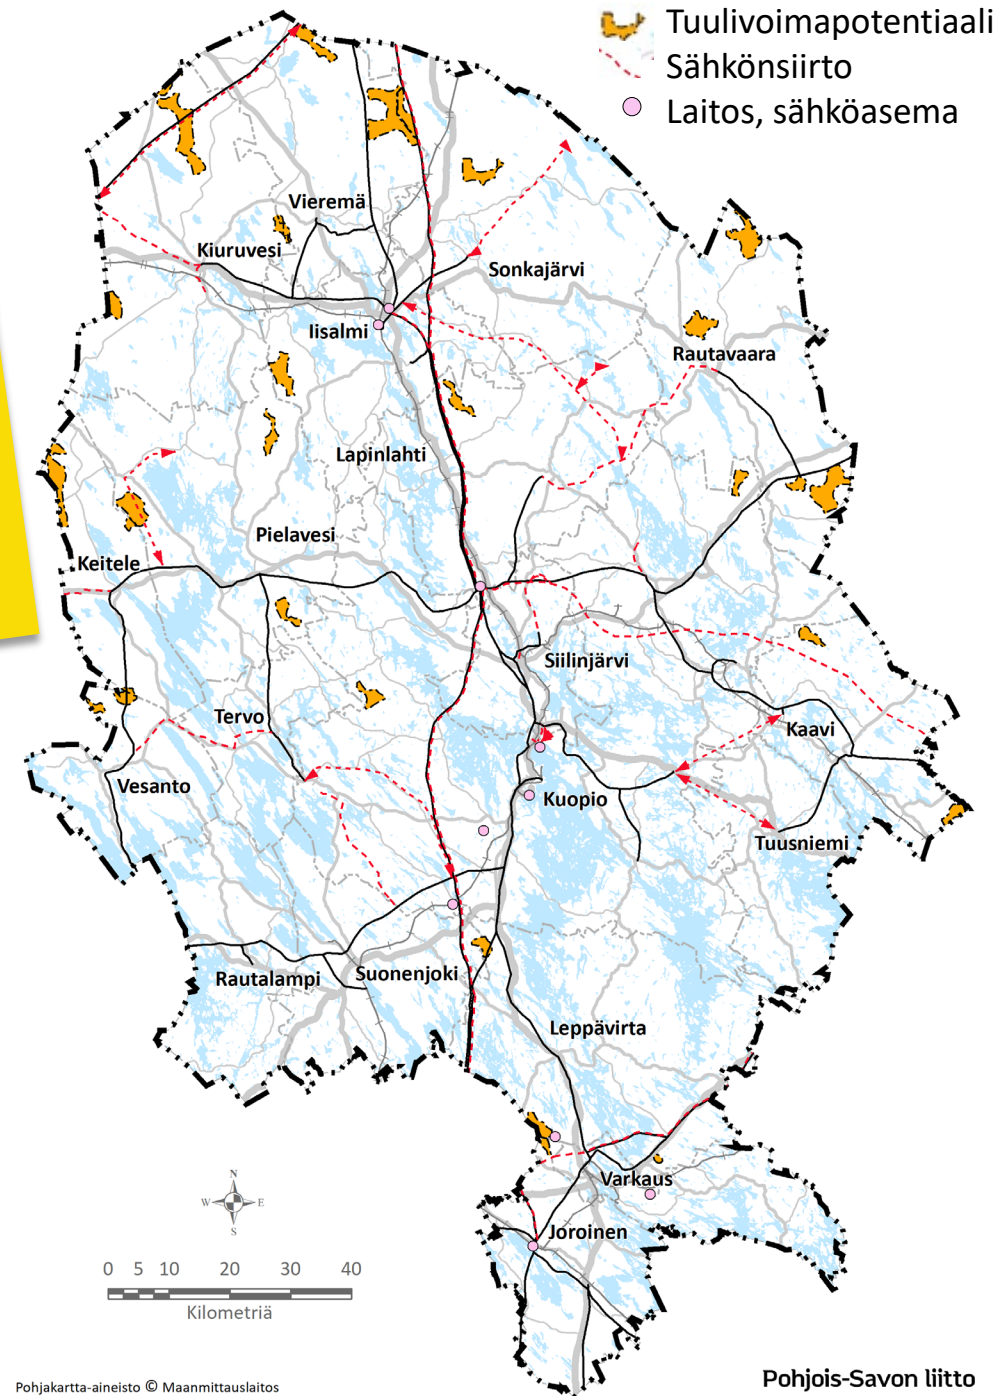 Tuulivoimapotentiaali
Sähkönsiirto
Laitos, sähköasema
Vieremä
Kiuruvesi
Sonkajärvi
Iisalmi
Rautavaara
Lapinlahti
Pielavesi
Keitele
Siilinjärvi
Tervo
Kaavi
Vesanto
Kuopio
Tuusniemi
Rautalampi
Suonenjoki
Leppävirta
Varkaus
Joroinen
N
W E
S
0 5 10 20 30 40
Kilometriä
Pohjakartta-aineisto © Maanmittauslaitos
Pohjois-Savon liitto